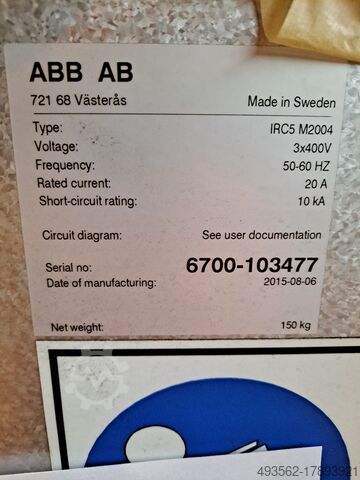 ABB AB
721 68 Västerås Made in Sweden
Type: IRC5 M2004
Voltage: 3x400V
Frequency: 50-60 HZ
Rated current: 20 A
Short-circuit rating: 10 kA
Circuit diagram: See user documentation
Serial no: 6700-103477
Date of manufacturing: 2015-08-06
Net weight: 150 kg
493562-17893921